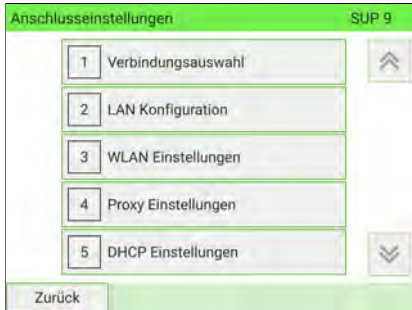 Anschlusseinstellungen SUP 9
1 Verbindungsauswahl
2 LAN Konfiguration
3 WLAN Einstellungen
4 Proxy Einstellungen
5 DHCP Einstellungen
Zurück